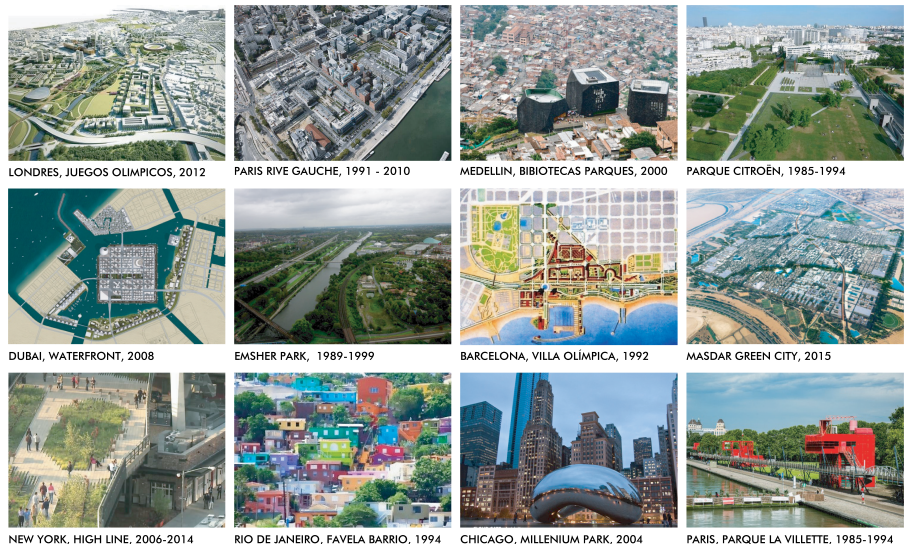 LONDRES, JUEGOS OLIMPICOS, 2012
PARIS RIVE GAUCHE, 1991 - 2010
MEDELLIN, BIBIOTECAS PARQUES, 2000
PARQUE CITROËN, 1985-1994
DUBAI, WATERFRONT, 2008
EMSHER PARK, 1989-1999
BARCELONA, VILLA OLÍMPICA, 1992
MASDAR GREEN CITY, 2015
NEW YORK, HIGH LINE, 2006-2014
RIO DE JANEIRO, FAVELA BARRIO, 1994
CHICAGO, MILLENIUM PARK, 2004
PARIS, PARQUE LA VILLETTE, 1985-1994